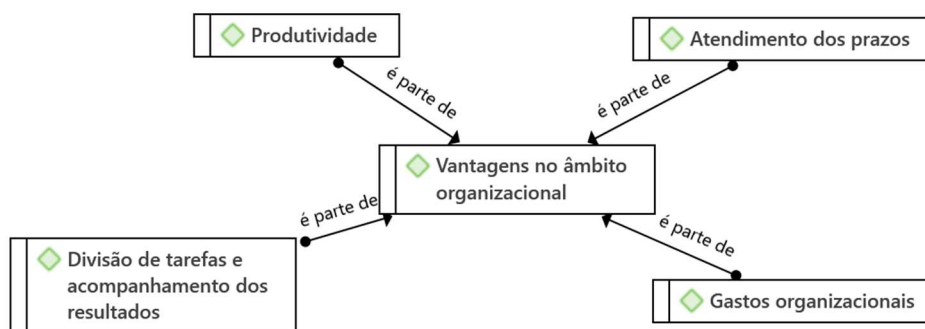 Produtividade
Atendimento dos prazos
é parte de
é parte de
Vantagens no âmbito
organizacional
é parte de
é parte de
Divisão de tarefas e
acompanhamento dos
resultados
Gastos organizacionais